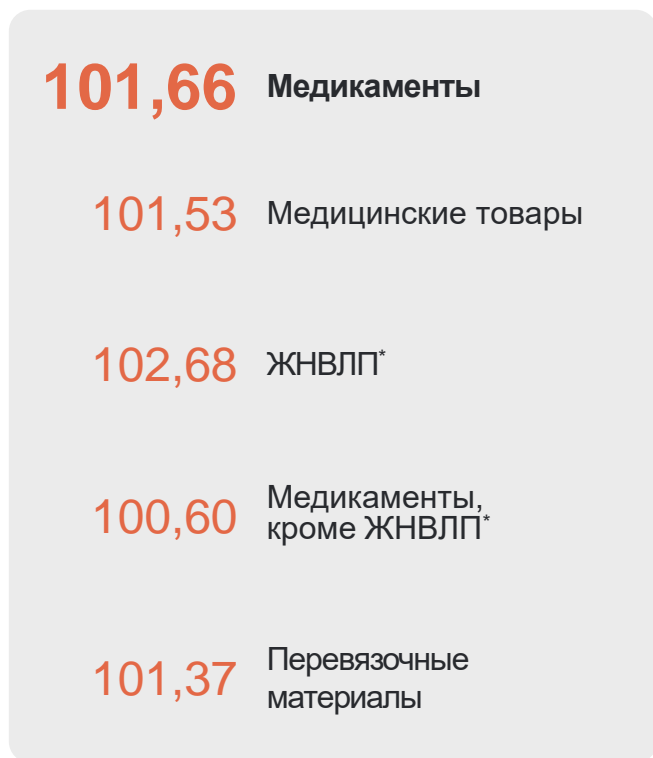 101,66 Медикаменты
101,53 Медицинские товары
102,68 ЖНВЛП*
100,60 Медикаменты,
кроме ЖНВЛП*
101,37 Перевязочные
материалы